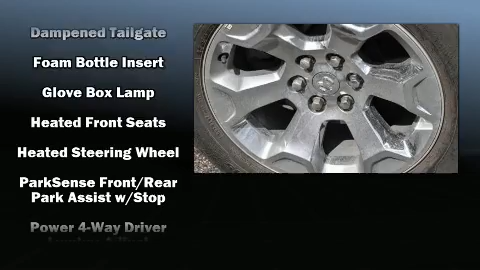 Dampened Tailgate
Foam Bottle Insert
Glove Box Lamp
Heated Front Seats
Heated Steering Wheel
ParkSense Front/Rear
Park Assist w/Stop
Power 4-Way Driver